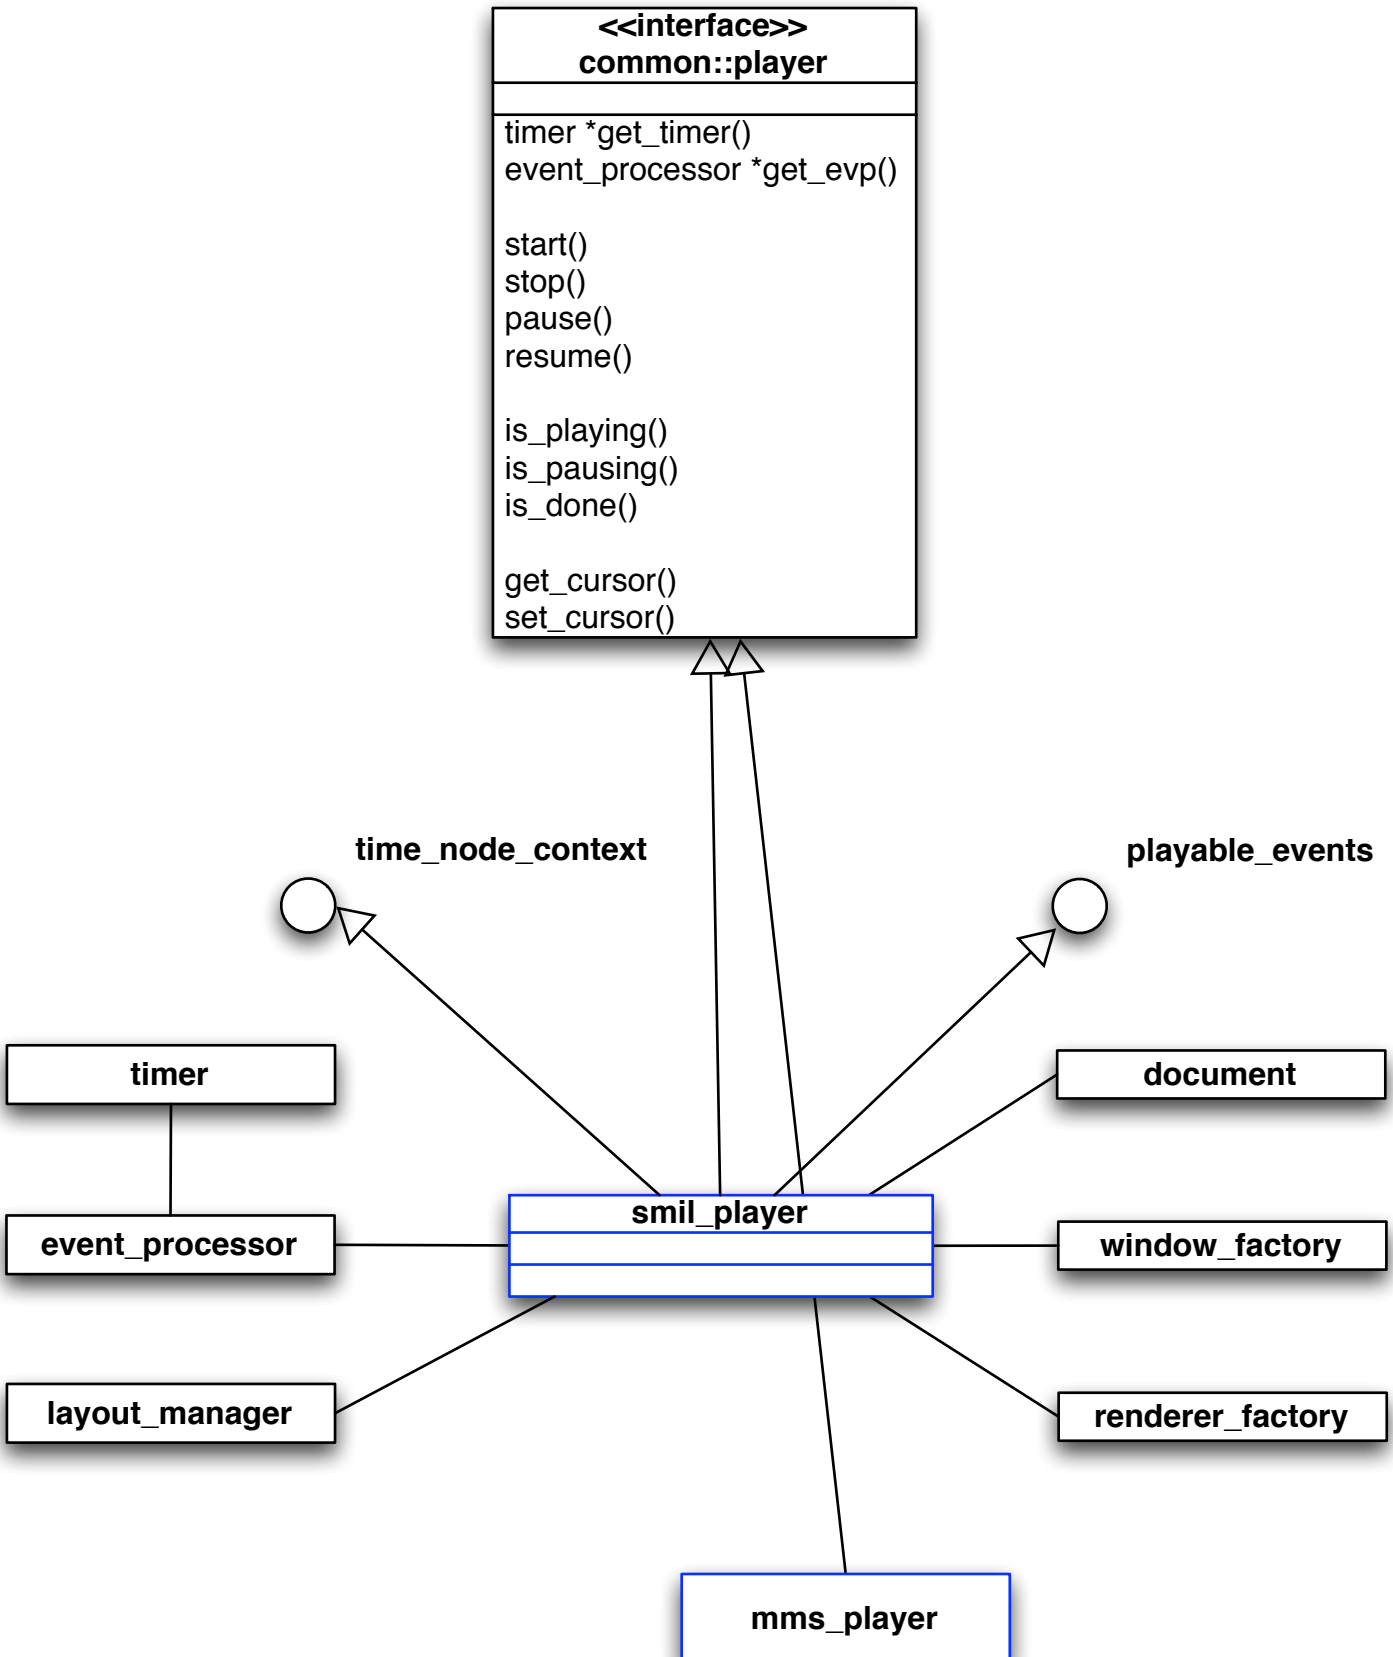 <<interface>>
common::player
timer *get_timer()
event_processor *get_evp()
start()
stop()
pause()
resume()
is_playing()
is_pausing()
is_done()
get_cursor()
set_cursor()
time_node_context
playable_events
timer
document
smil_player
event_processor
window_factory
layout_manager
renderer_factory
mms_player